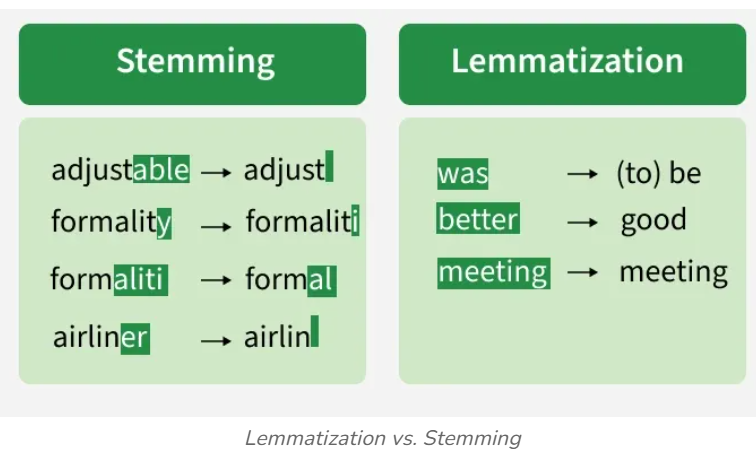 Stemming
adjustable → adjust
formality → formaliti
formaliti → formal
airliner → airlin
Lemmatization
was → (to) be
better → good
meeting → meeting
Lemmatization vs. Stemming